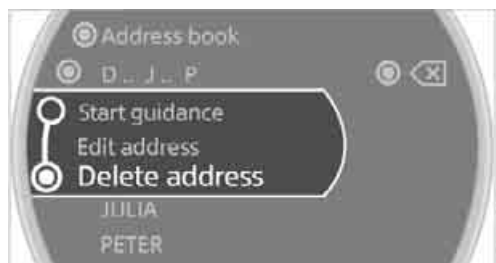 Address book
D .. J .. P
Start guidance
Edit address
Delete address
JULIA
PETER